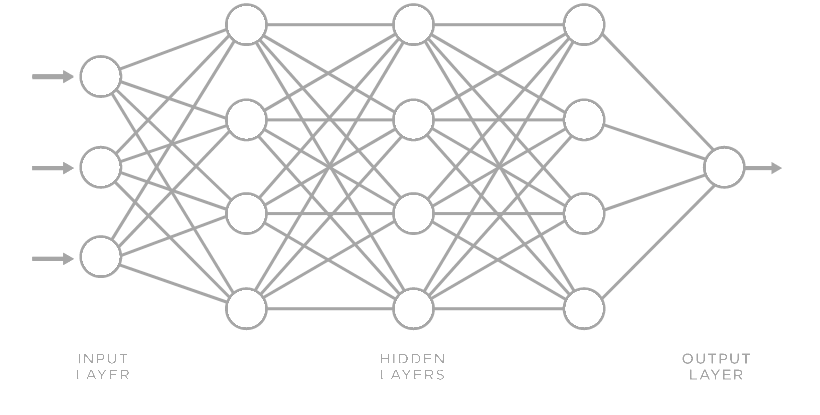 INPUT
LAYER
HIDDEN
LAYERS
OUTPUT
LAYER